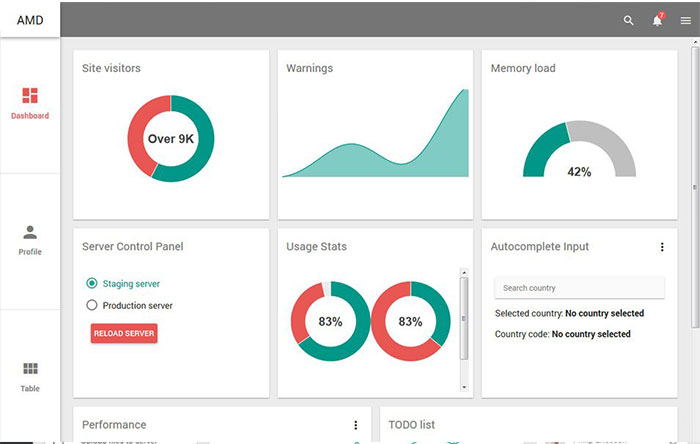 AMD
7
Dashboard
Profile
Table
Site visitors
Over 9K
Warnings
Memory load
42%
Server Control Panel
Staging server
Production server
RELOAD SERVER
Usage Stats
83%
83%
Autocomplete Input
Search country
Selected country: No country selected
Country code: No country selected
Performance
TODO list